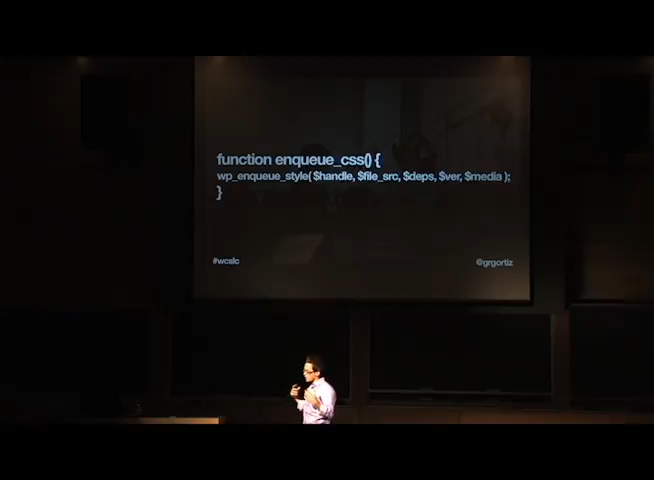 function enqueue_css() {
wp_enqueue_style( $handle, $file_src, $deps, $ver, $media );
}
#wcslc
@grgortiz